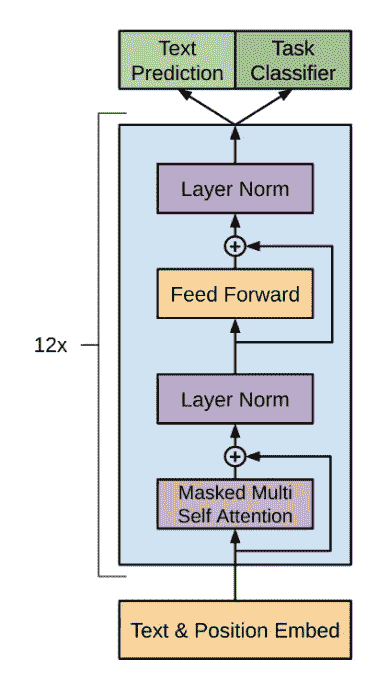 Text
Prediction
Task
Classifier
Layer Norm
+
Feed Forward
12x
Layer Norm
+
Masked Multi
Self Attention
Text & Position Embed